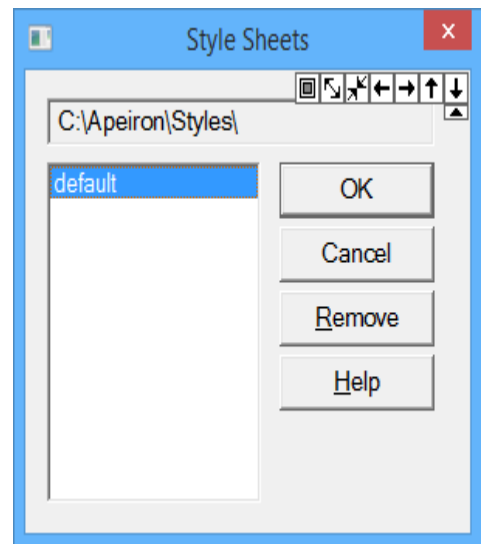 Style Sheets
x
C:\Apeiron\Styles\
default
OK
Cancel
Remove
Help